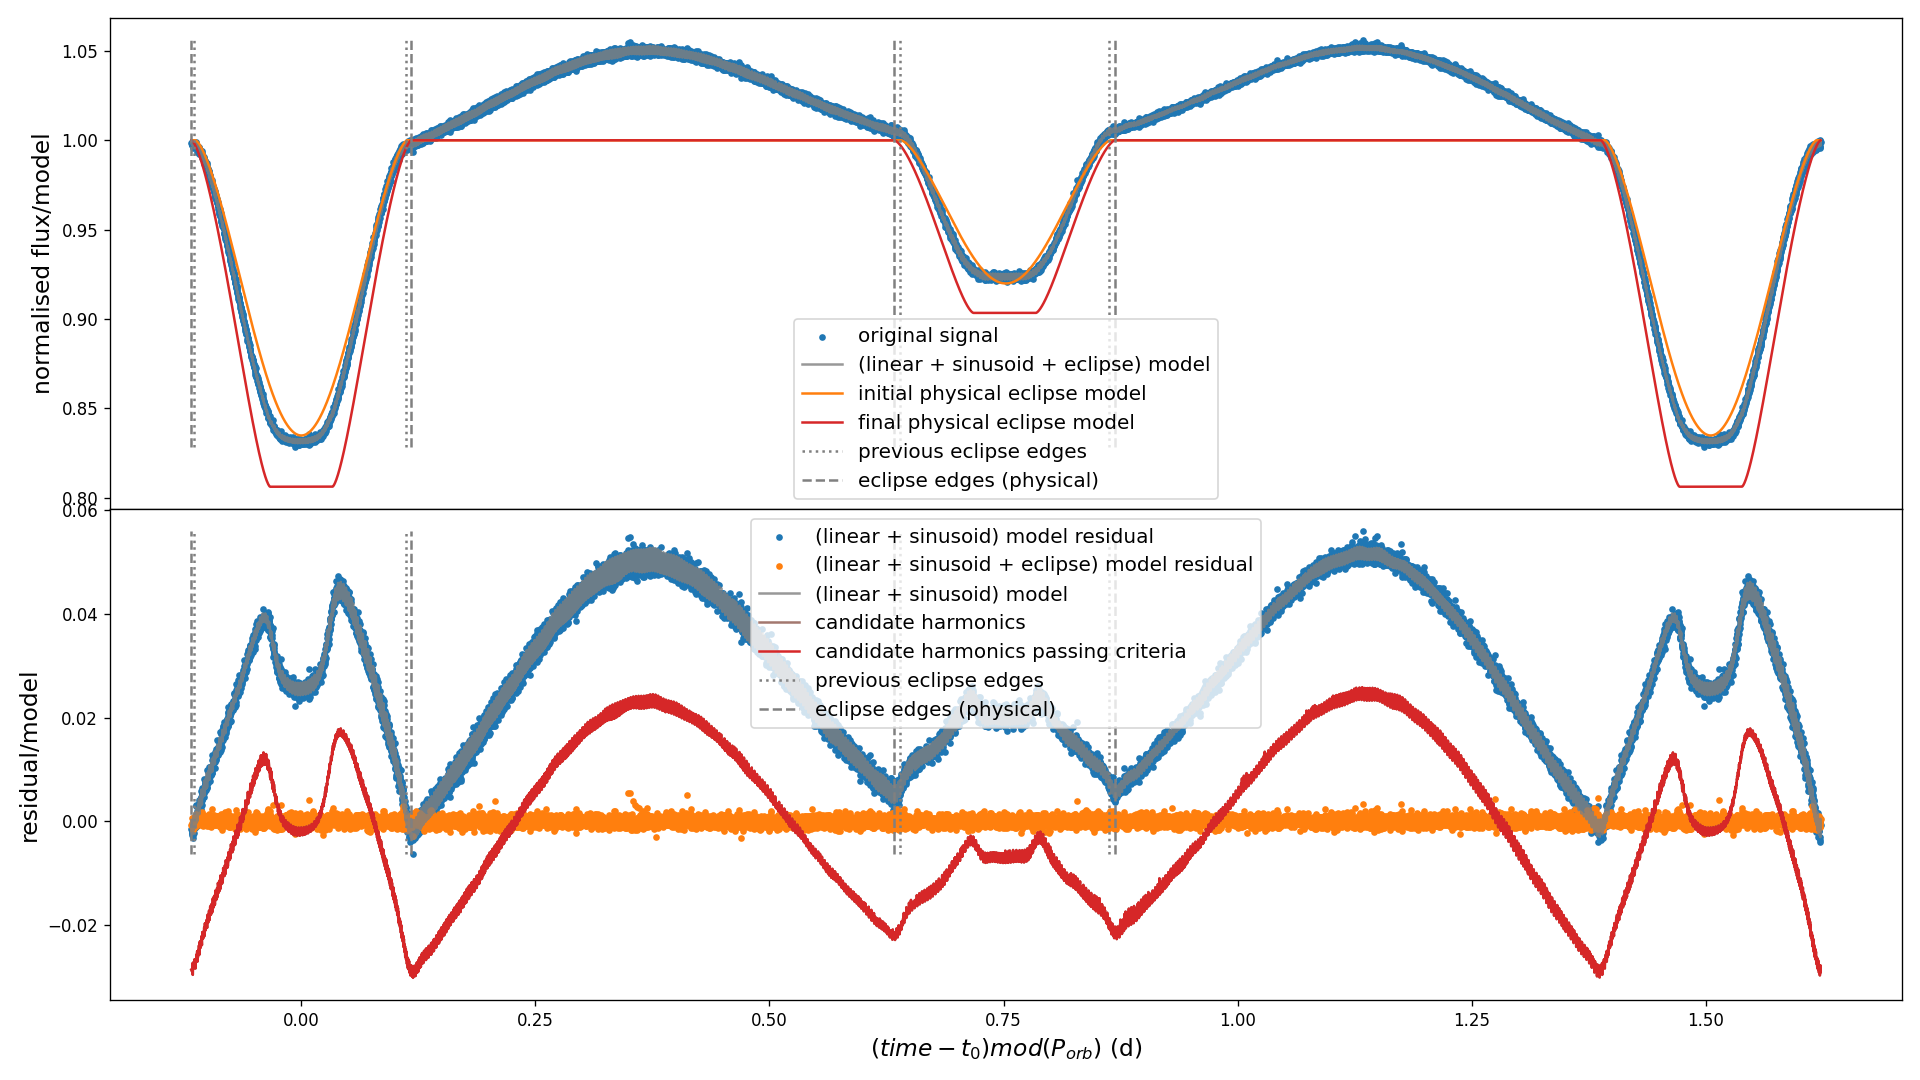 normalised flux/model
1.05
1.00
0.95
0.90
0.85
0.80
original signal
(linear + sinusoid + eclipse) model
initial physical eclipse model
final physical eclipse model
previous eclipse edges
eclipse edges (physical)
residual/model
0.06
0.04
0.02
0.00
−0.02
(linear + sinusoid) model residual
(linear + sinusoid + eclipse) model residual
(linear + sinusoid) model
candidate harmonics
candidate harmonics passing criteria
previous eclipse edges
eclipse edges (physical)
0.00 0.25 0.50 0.75 1.00 1.25 1.50
(time − t₀)mod(P_orb) (d)